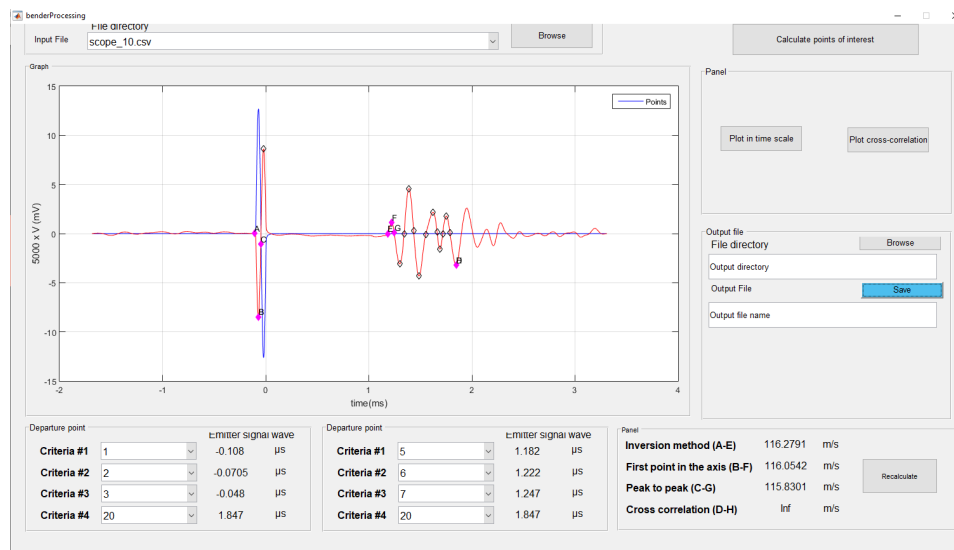 benderProcessing
File directory
Input File
scope_10.csv
Browse
Calculate points of interest
Graph
15
10
5
0
-5
-10
-15
-2
-1
0
1
2
3
4
5000 x V (mV)
time(ms)
Points
A
B
C
E
F
G
Panel
Plot in time scale
Plot cross-correlation
Output file
File directory
Browse
Output directory
Output File
Save
Output file name
Departure point
Emitter signal wave
Criteria #1 1 -0.108 µs
Criteria #2 2 -0.0705 µs
Criteria #3 3 -0.048 µs
Criteria #4 20 1.847 µs
Departure point
Emitter signal wave
Criteria #1 5 1.182 µs
Criteria #2 6 1.222 µs
Criteria #3 7 1.247 µs
Criteria #4 20 1.847 µs
Panel
Inversion method (A-E) 116.2791 m/s
First point in the axis (B-F) 116.0542 m/s
Peak to peak (C-G) 115.8301 m/s
Cross correlation (D-H) Inf m/s
Recalculate